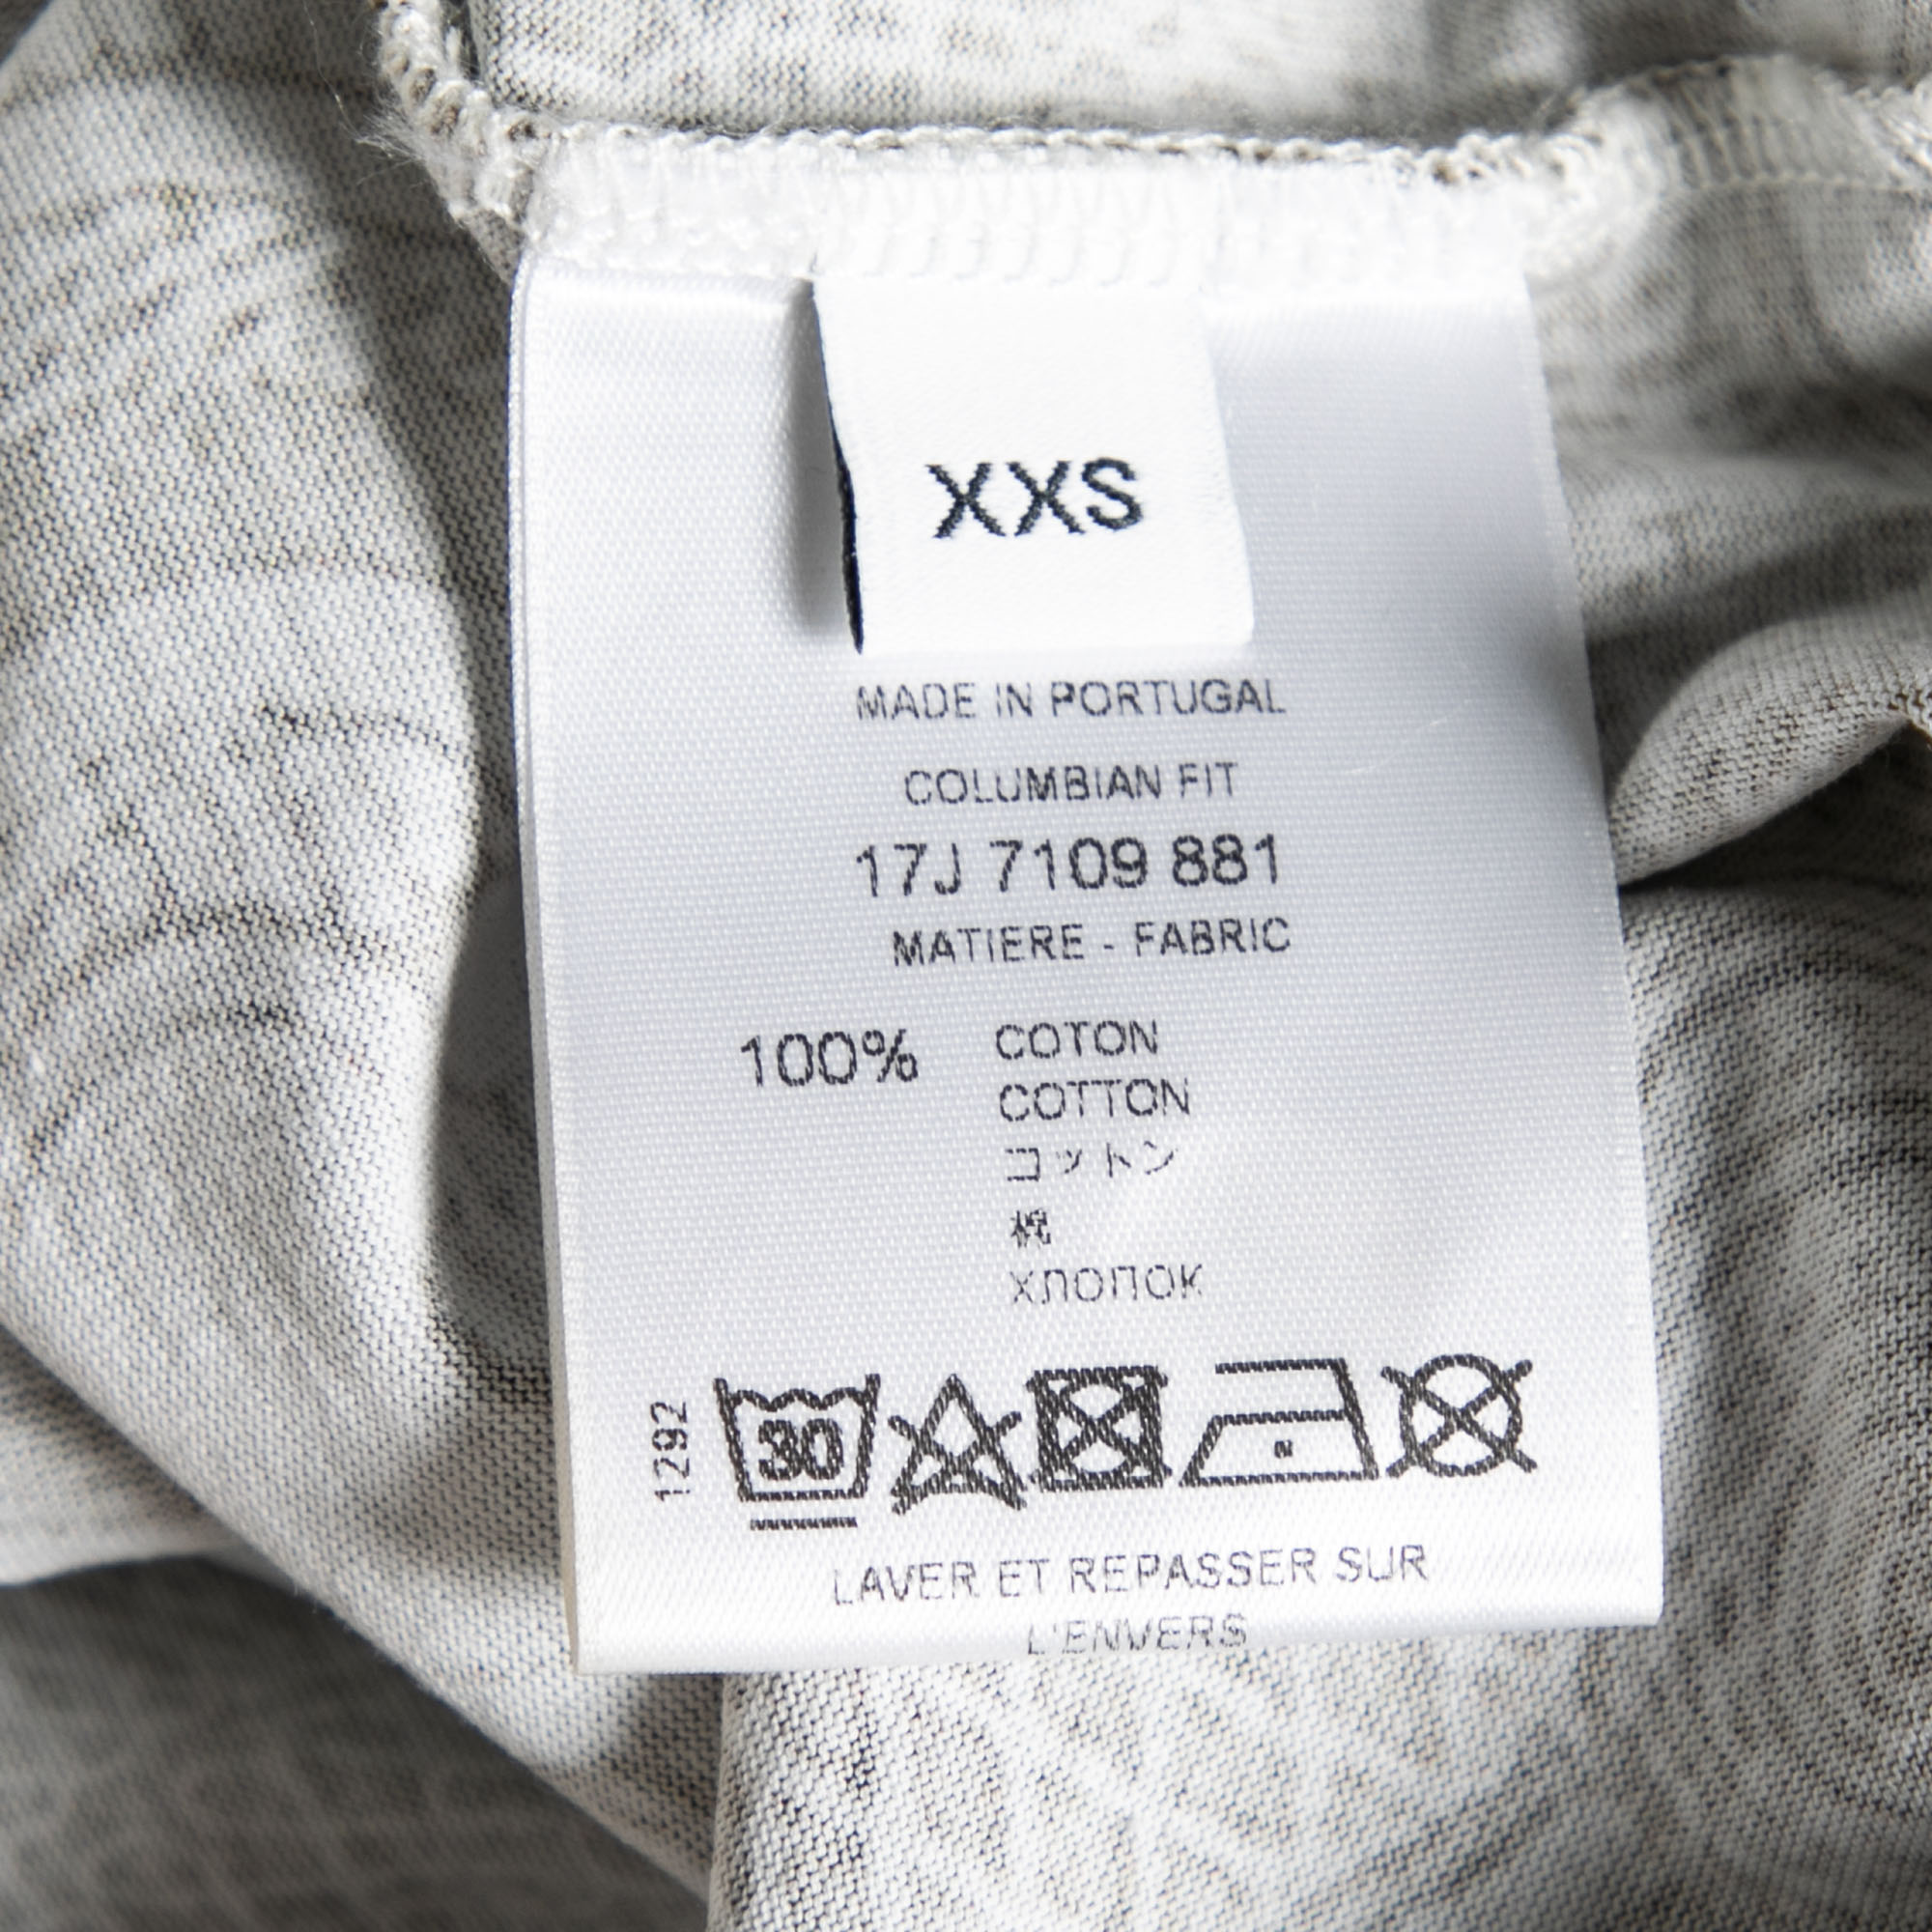 XXS
MADE IN PORTUGAL
COLUMBIAN FIT
17J 7109 881
MATIERE - FABRIC
100% COTON
COTTON
コットン
棉
ХЛОПОК
1292
30
LAVER ET REPASSER SUR
L'ENVERS